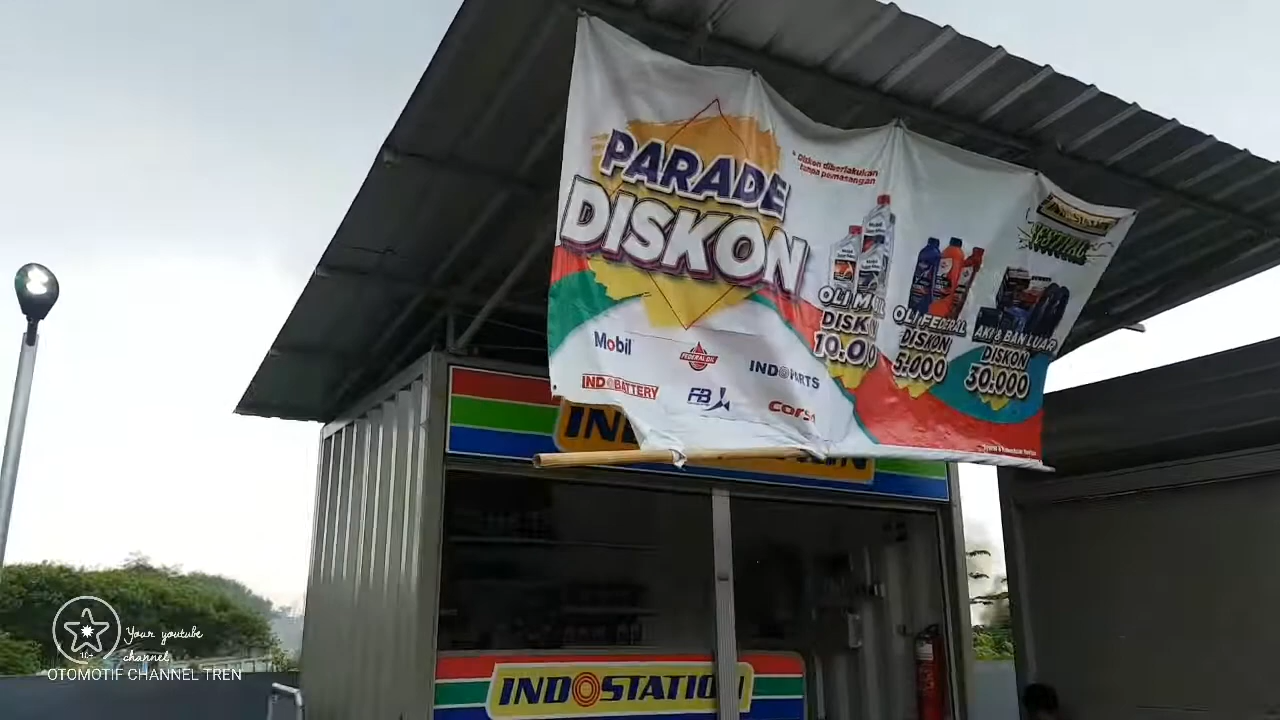 PARADE
DISKON
* Diskon diberlakukan
tanpa pemasangan
OLI FEDERAL
DISKON
5.000
AKI & BAN LUAR
DISKON
30.000
Mobil
FEDERAL OIL
INDOPARTS
INDOBATTERY
FB
CORSA
INDOSTATION
Your youtube
channel
OTOMOTIF CHANNEL TREN